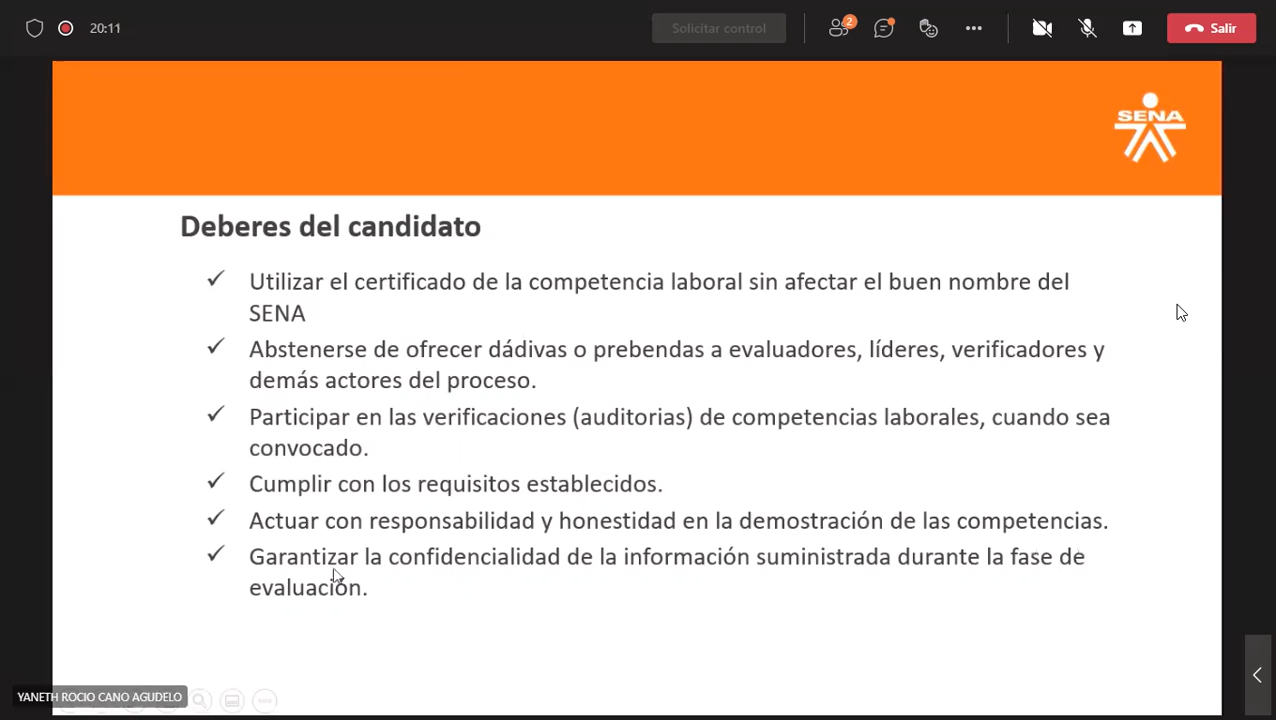 20:11
Solicitar control
2
Salir
SENA
Deberes del candidato
✓ Utilizar el certificado de la competencia laboral sin afectar el buen nombre del
SENA
✓ Abstenerse de ofrecer dádivas o prebendas a evaluadores, líderes, verificadores y
demás actores del proceso.
✓ Participar en las verificaciones (auditorias) de competencias laborales, cuando sea
convocado.
✓ Cumplir con los requisitos establecidos.
✓ Actuar con responsabilidad y honestidad en la demostración de las competencias.
✓ Garantizar la confidencialidad de la información suministrada durante la fase de
evaluación.
YANETH ROCIO CANO AGUDELO